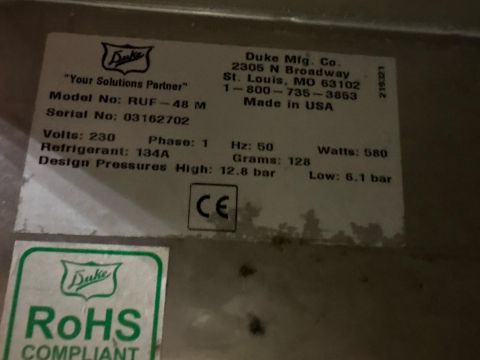 Duke
"Your Solutions Partner"
Duke Mfg. Co.
2305 N Broadway
St. Louis, MO 63102
1-800-735-3853
Made in USA
219321
Model No: RUF-48 M
Serial No: 03162702
Volts: 230 Phase: 1 Hz: 50 Watts: 580
Refrigerant: 134A Grams: 128
Design Pressures High: 12.8 bar Low: 6.1 bar
CE
Duke
RoHS
COMPLIANT